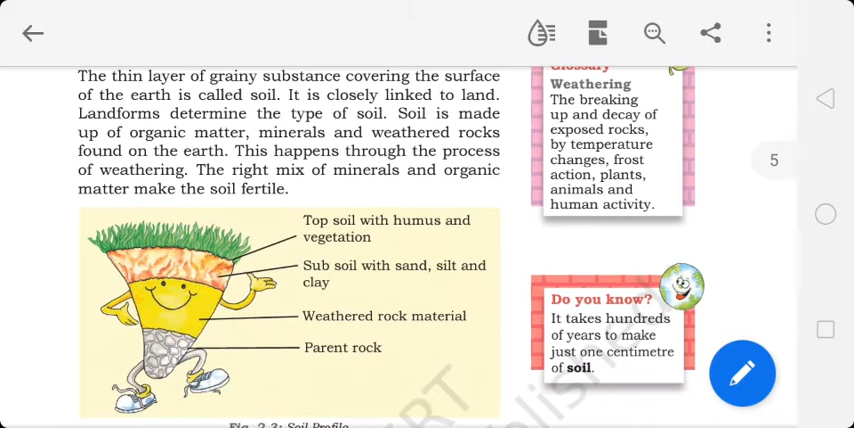 The thin layer of grainy substance covering the surface
of the earth is called soil. It is closely linked to land.
Landforms determine the type of soil. Soil is made
up of organic matter, minerals and weathered rocks
found on the earth. This happens through the process
of weathering. The right mix of minerals and organic
matter make the soil fertile.
Top soil with humus and
vegetation
Sub soil with sand, silt and
clay
Weathered rock material
Parent rock
Fig. 2.3: Soil Profile
Glossary
Weathering
The breaking
up and decay of
exposed rocks,
by temperature
changes, frost
action, plants,
animals and
human activity.
5
Do you know?
It takes hundreds
of years to make
just one centimetre
of soil.